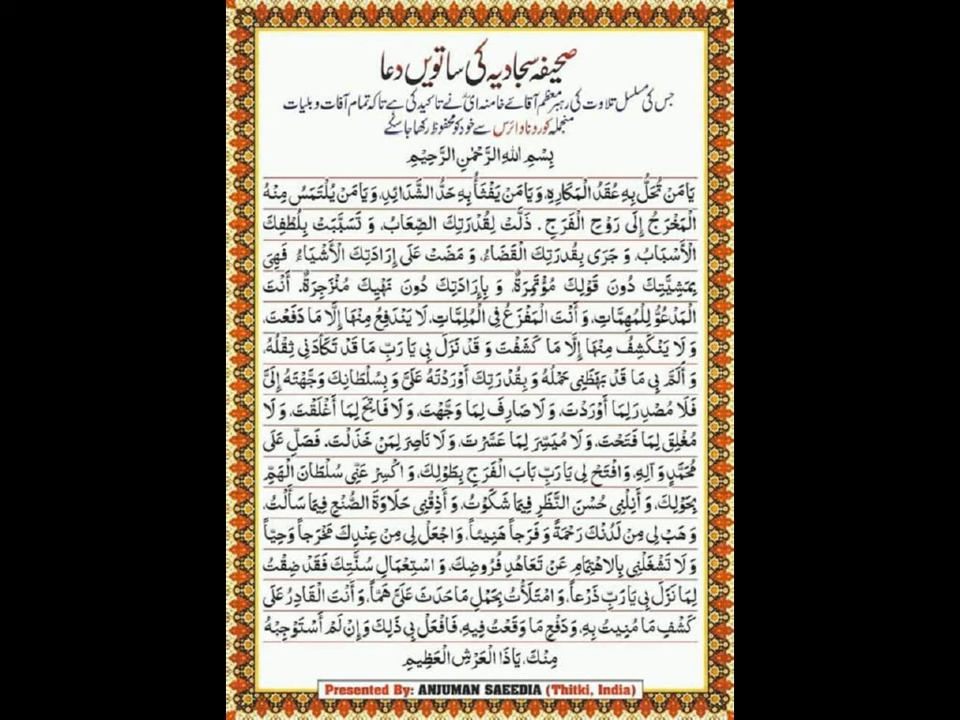 صحیفہ سجادیہ کی ساتویں دعا
جس کی مسلسل تلاوت کی رہبر معظم آقائے خامنہ ایؒ نے تاکید کی ہے تاکہ تمام آفات و بلیات
منجملہ کورونا وائرس سے خود کو محفوظ رکھا جا سکے
بِسْمِ اللهِ الرَّحْمٰنِ الرَّحِيْمِ
يَا مَنْ تُحَلُّ بِهِ عُقَدُ الْمَكَارِهِ، وَ يَا مَنْ يَفْثَأُ بِهِ حَدُّ الشَّدَائِدِ، وَ يَا مَنْ يُلْتَمَسُ مِنْهُ
الْمَخْرَجُ إِلَى رَوْحِ الْفَرَجِ . ذَلَّتْ لِقُدْرَتِكَ الصِّعَابُ، وَ تَسَبَّبَتْ بِلُطْفِكَ
الْأَسْبَابُ، وَ جَرَى بِقُدْرَتِكَ الْقَضَاءُ، وَ مَضَتْ عَلَى إِرَادَتِكَ الْأَشْيَاءُ فَهِيَ
بِمَشِيَّتِكَ دُونَ قَوْلِكَ مُؤْتَمِرَةٌ، وَ بِإِرَادَتِكَ دُونَ نَهْيِكَ مُنْزَجِرَةٌ. أَنْتَ
الْمَدْعُوُّ لِلْمُهِمَّاتِ، وَ أَنْتَ الْمَفْزَعُ فِي الْمُلِمَّاتِ، لَا يَنْدَفِعُ مِنْهَا إِلَّا مَا دَفَعْتَ،
وَ لَا يَنْكَشِفُ مِنْهَا إِلَّا مَا كَشَفْتَ وَ قَدْ نَزَلَ بِي يَا رَبِّ مَا قَدْ تَكَأَدَنِي ثِقْلُهُ،
وَ أَلَمَّ بِي مَا قَدْ بَهَظَنِي حَمْلُهُ وَ بِقُدْرَتِكَ أَوْرَدْتَهُ عَلَيَّ وَ بِسُلْطَانِكَ وَجَّهْتَهُ إِلَيَّ
فَلَا مُصْدِرَ لِمَا أَوْرَدْتَ، وَ لَا صَارِفَ لِمَا وَجَّهْتَ، وَ لَا فَاتِحَ لِمَا أَغْلَقْتَ، وَ لَا
مُغْلِقَ لِمَا فَتَحْتَ، وَ لَا مُيَسِّرَ لِمَا عَسَّرْتَ، وَ لَا نَاصِرَ لِمَنْ خَذَلْتَ. فَصَلِّ عَلَى
مُحَمَّدٍ وَ آلِهِ، وَ افْتَحْ لِي يَا رَبِّ بَابَ الْفَرَجِ بِطَوْلِكَ، وَ اكْسِرْ عَنِّي سُلْطَانَ الْهَمِّ
بِحَوْلِكَ، وَ أَنِلْنِي حُسْنَ النَّظَرِ فِيمَا شَكَوْتُ، وَ أَذِقْنِي حَلَاوَةَ الصُّنْعِ فِيمَا سَأَلْتُ،
وَ هَبْ لِي مِنْ لَدُنْكَ رَحْمَةً وَ فَرَجاً هَنِيئاً، وَ اجْعَلْ لِي مِنْ عِنْدِكَ مَخْرَجاً وَحِيّاً
وَ لَا تَشْغَلْنِي بِالِاهْتِمَامِ عَنْ تَعَاهُدِ فُرُوضِكَ، وَ اسْتِعْمَالِ سُنَّتِكَ فَقَدْ ضِقْتُ
لِمَا نَزَلَ بِي يَا رَبِّ ذَرْعاً، وَ امْتَلَأْتُ بِحَمْلِ مَا حَدَثَ عَلَيَّ هَمّاً، وَ أَنْتَ الْقَادِرُ عَلَى
كَشْفِ مَا مُنِيتُ بِهِ، وَ دَفْعِ مَا وَقَعْتُ فِيهِ، فَافْعَلْ بِي ذٰلِكَ وَ إِنْ لَمْ أَسْتَوْجِبْهُ
مِنْكَ، يَا ذَا الْعَرْشِ الْعَظِيمِ
Presented By: ANJUMAN SAEEDIA (Thitki, India)